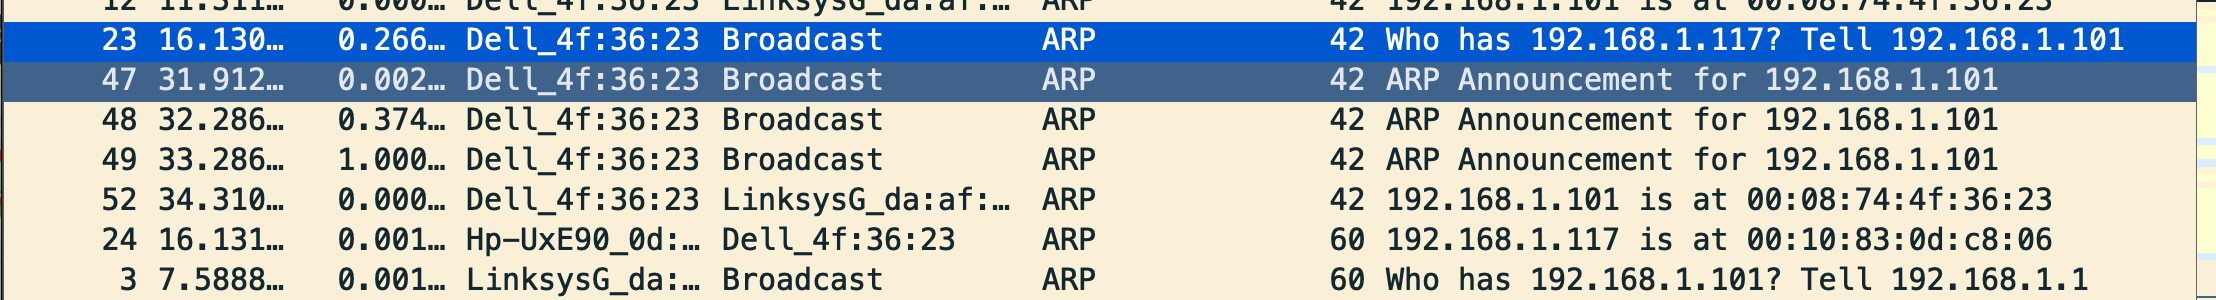 12 11.311… 0.000… Dell_4f:36:23 LinksysG_da:af:… ARP 42 192.168.1.101 is at 00:08:74:4f:36:23
23 16.130… 0.266… Dell_4f:36:23 Broadcast ARP 42 Who has 192.168.1.117? Tell 192.168.1.101
47 31.912… 0.002… Dell_4f:36:23 Broadcast ARP 42 ARP Announcement for 192.168.1.101
48 32.286… 0.374… Dell_4f:36:23 Broadcast ARP 42 ARP Announcement for 192.168.1.101
49 33.286… 1.000… Dell_4f:36:23 Broadcast ARP 42 ARP Announcement for 192.168.1.101
52 34.310… 0.000… Dell_4f:36:23 LinksysG_da:af:… ARP 42 192.168.1.101 is at 00:08:74:4f:36:23
24 16.131… 0.001… Hp-UxE90_0d:… Dell_4f:36:23 ARP 60 192.168.1.117 is at 00:10:83:0d:c8:06
3 7.5888… 0.001… LinksysG_da:… Broadcast ARP 60 Who has 192.168.1.101? Tell 192.168.1.1